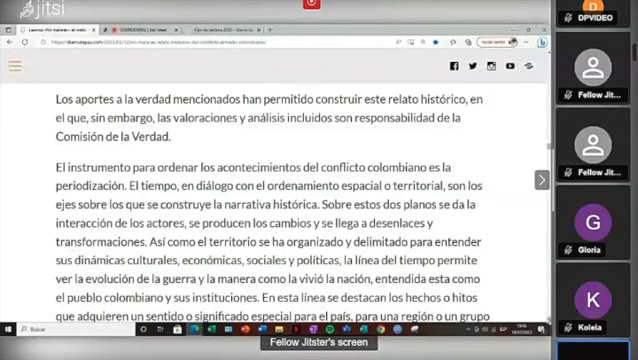 jitsi
DPVIDEO
Los aportes a la verdad mencionados han permitido construir este relato histórico, en
el que, sin embargo, las valoraciones y análisis incluidos son responsabilidad de la
Comisión de la Verdad.
El instrumento para ordenar los acontecimientos del conflicto colombiano es la
periodización. El tiempo, en diálogo con el ordenamiento espacial o territorial, son los
ejes sobre los que se construye la narrativa histórica. Sobre estos dos planos se da la
interacción de los actores, se producen los cambios y se llega a desenlaces y
transformaciones. Así como el territorio se ha organizado y delimitado para entender
sus dinámicas culturales, económicas, sociales y políticas, la línea del tiempo permite
ver la evolución de la guerra y la manera como la vivió la nación, entendida esta como
el pueblo colombiano y sus instituciones. En esta línea se destacan los hechos o hitos
que adquieren un sentido o significado especial para el país, para una región o un grupo
Buscar
Fellow Jitster's screen
D
Fellow Jitst...
Fellow Jitst...
G
Gloria
K
Koleia